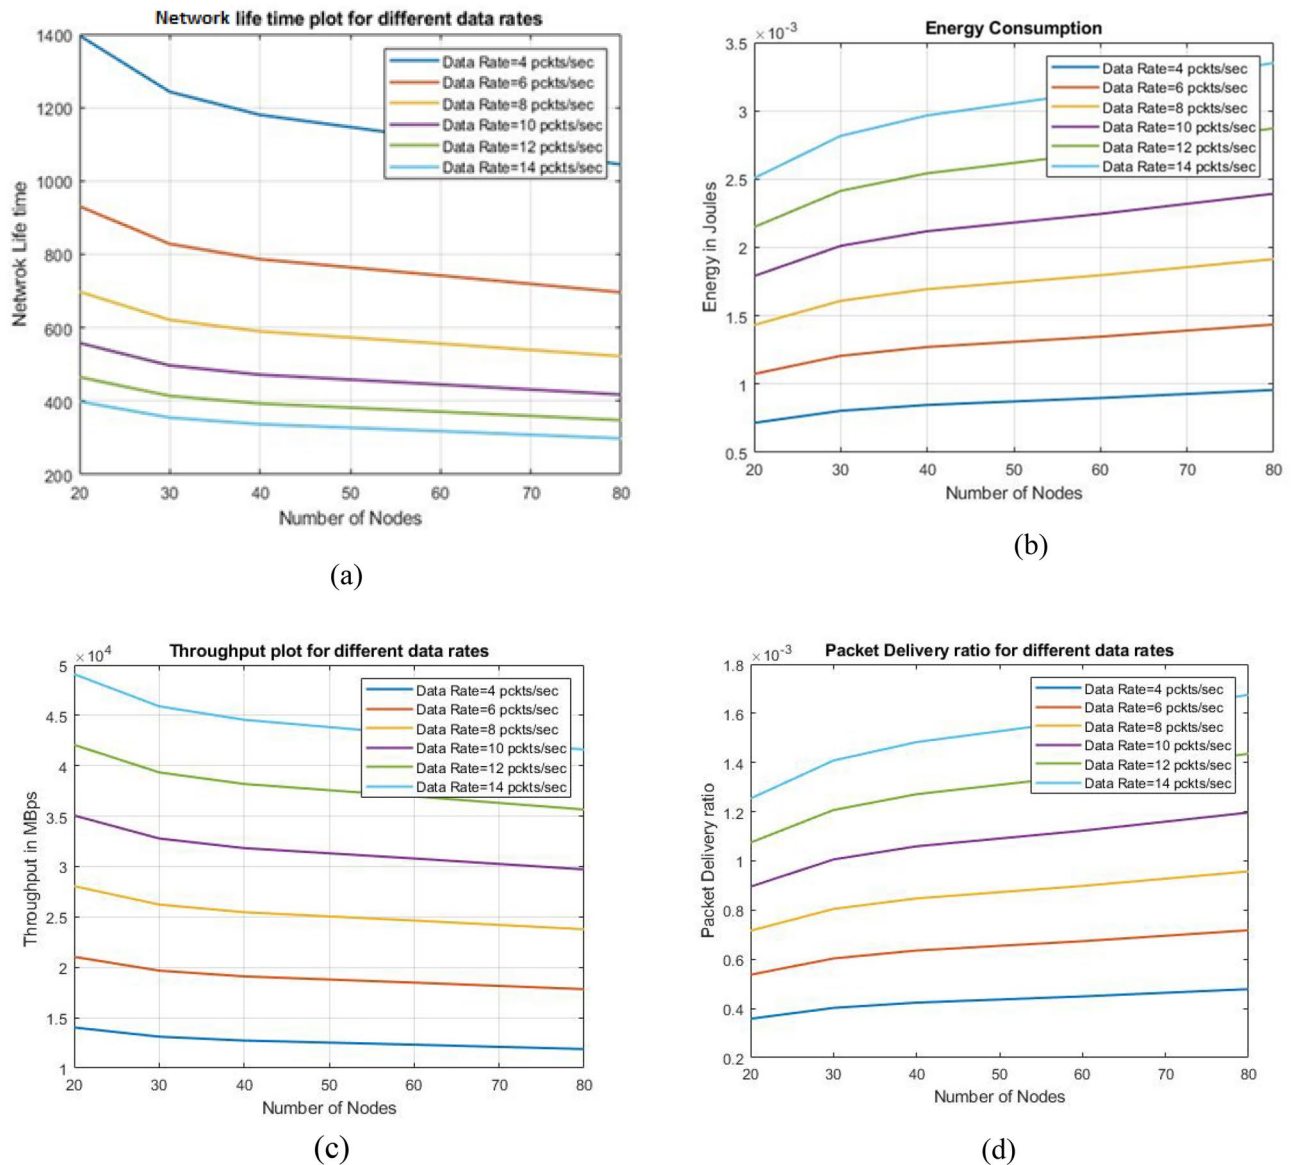 Network life time plot for different data rates
1400
1200
1000
800
600
400
200
Netwrok Life time
Data Rate=4 pckts/sec
Data Rate=6 pckts/sec
Data Rate=8 pckts/sec
Data Rate=10 pckts/sec
Data Rate=12 pckts/sec
Data Rate=14 pckts/sec
20 30 40 50 60 70 80
Number of Nodes
(a)
Energy Consumption
×10⁻³
3.5
3
2.5
2
1.5
1
0.5
Energy in Joules
Data Rate=4 pckts/sec
Data Rate=6 pckts/sec
Data Rate=8 pckts/sec
Data Rate=10 pckts/sec
Data Rate=12 pckts/sec
Data Rate=14 pckts/sec
20 30 40 50 60 70 80
Number of Nodes
(b)
Throughput plot for different data rates
×10⁴
5
4.5
4
3.5
3
2.5
2
1.5
1
Throughput in MBps
Data Rate=4 pckts/sec
Data Rate=6 pckts/sec
Data Rate=8 pckts/sec
Data Rate=10 pckts/sec
Data Rate=12 pckts/sec
Data Rate=14 pckts/sec
20 30 40 50 60 70 80
Number of Nodes
(c)
Packet Delivery ratio for different data rates
×10⁻³
1.8
1.6
1.4
1.2
1
0.8
0.6
0.4
0.2
Packet Delivery ratio
Data Rate=4 pckts/sec
Data Rate=6 pckts/sec
Data Rate=8 pckts/sec
Data Rate=10 pckts/sec
Data Rate=12 pckts/sec
Data Rate=14 pckts/sec
20 30 40 50 60 70 80
Number of Nodes
(d)